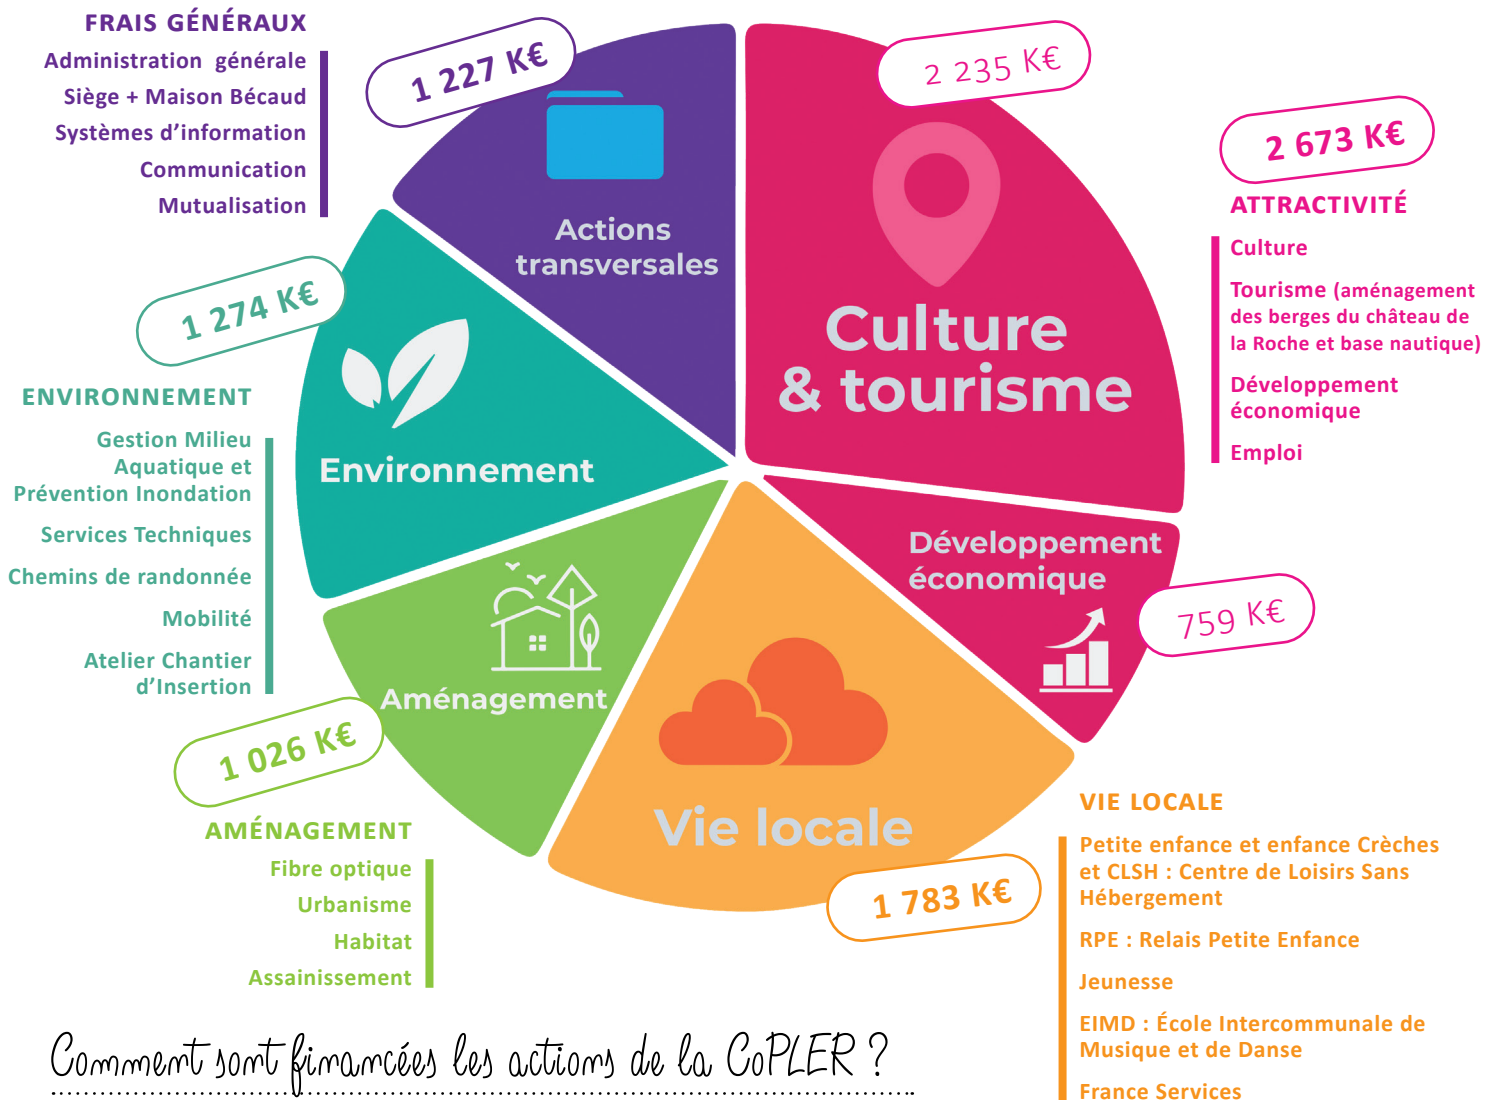 FRAIS GÉNÉRAUX
Administration générale
Siège + Maison Bécaud
Systèmes d'information
Communication
Mutualisation
1 227 K€
Actions
transversales
2 235 K€
Culture
& tourisme
2 673 K€
ATTRACTIVITÉ
Culture
Tourisme (aménagement
des berges du château de
la Roche et base nautique)
Développement
économique
Emploi
1 274 K€
ENVIRONNEMENT
Gestion Milieu
Aquatique et
Prévention Inondation
Services Techniques
Chemins de randonnée
Mobilité
Atelier Chantier
d'Insertion
Environnement
Développement
économique
759 K€
Aménagement
1 026 K€
AMÉNAGEMENT
Fibre optique
Urbanisme
Habitat
Assainissement
Vie locale
1 783 K€
VIE LOCALE
Petite enfance et enfance Crèches
et CLSH : Centre de Loisirs Sans
Hébergement
RPE : Relais Petite Enfance
Jeunesse
EIMD : École Intercommunale de
Musique et de Danse
France Services
Comment sont financées les actions de la CoPLER ?